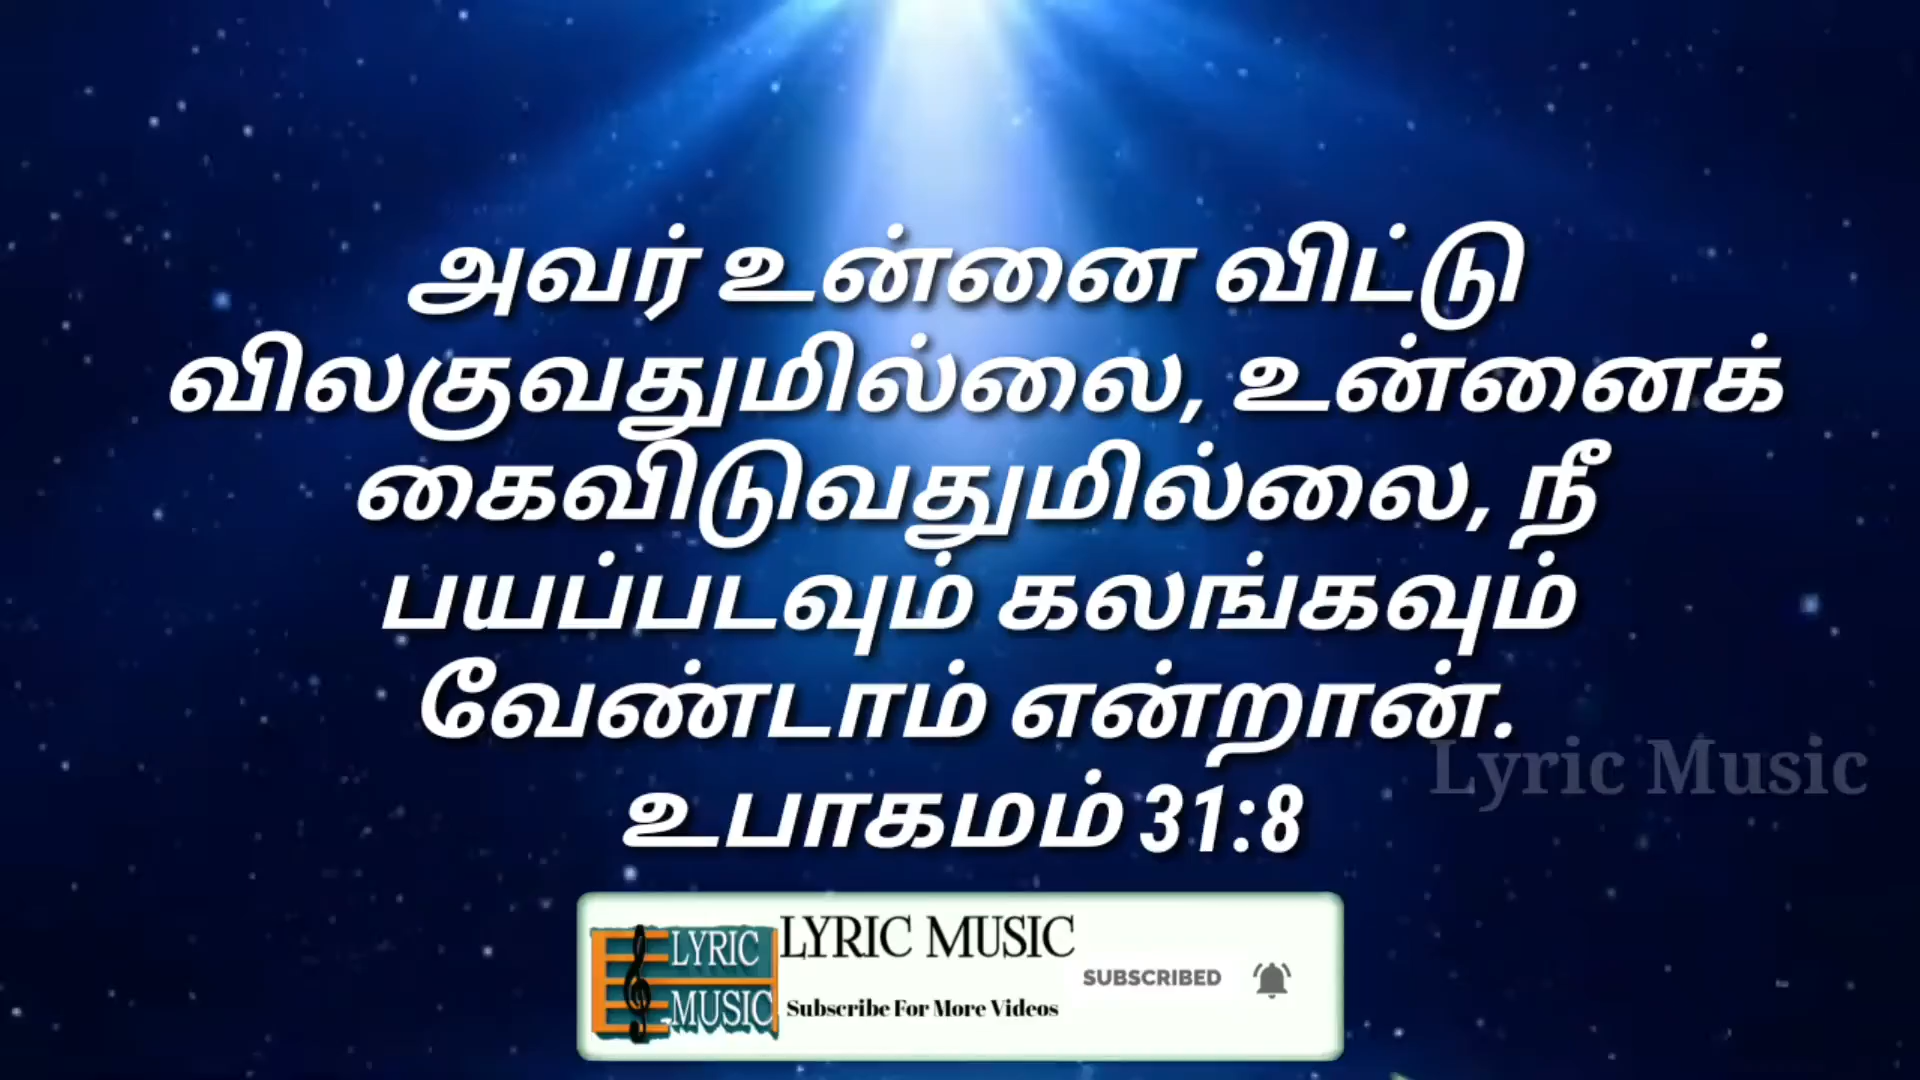 அவர் உன்னை விட்டு
விலகுவதுமில்லை, உன்னைக்
கைவிடுவதுமில்லை, நீ
பயப்படவும் கலங்கவும்
வேண்டாம் என்றான்.
Lyric Music
உபாகமம் 31:8
LYRIC
MUSIC
LYRIC MUSIC
SUBSCRIBED
Subscribe For More Videos